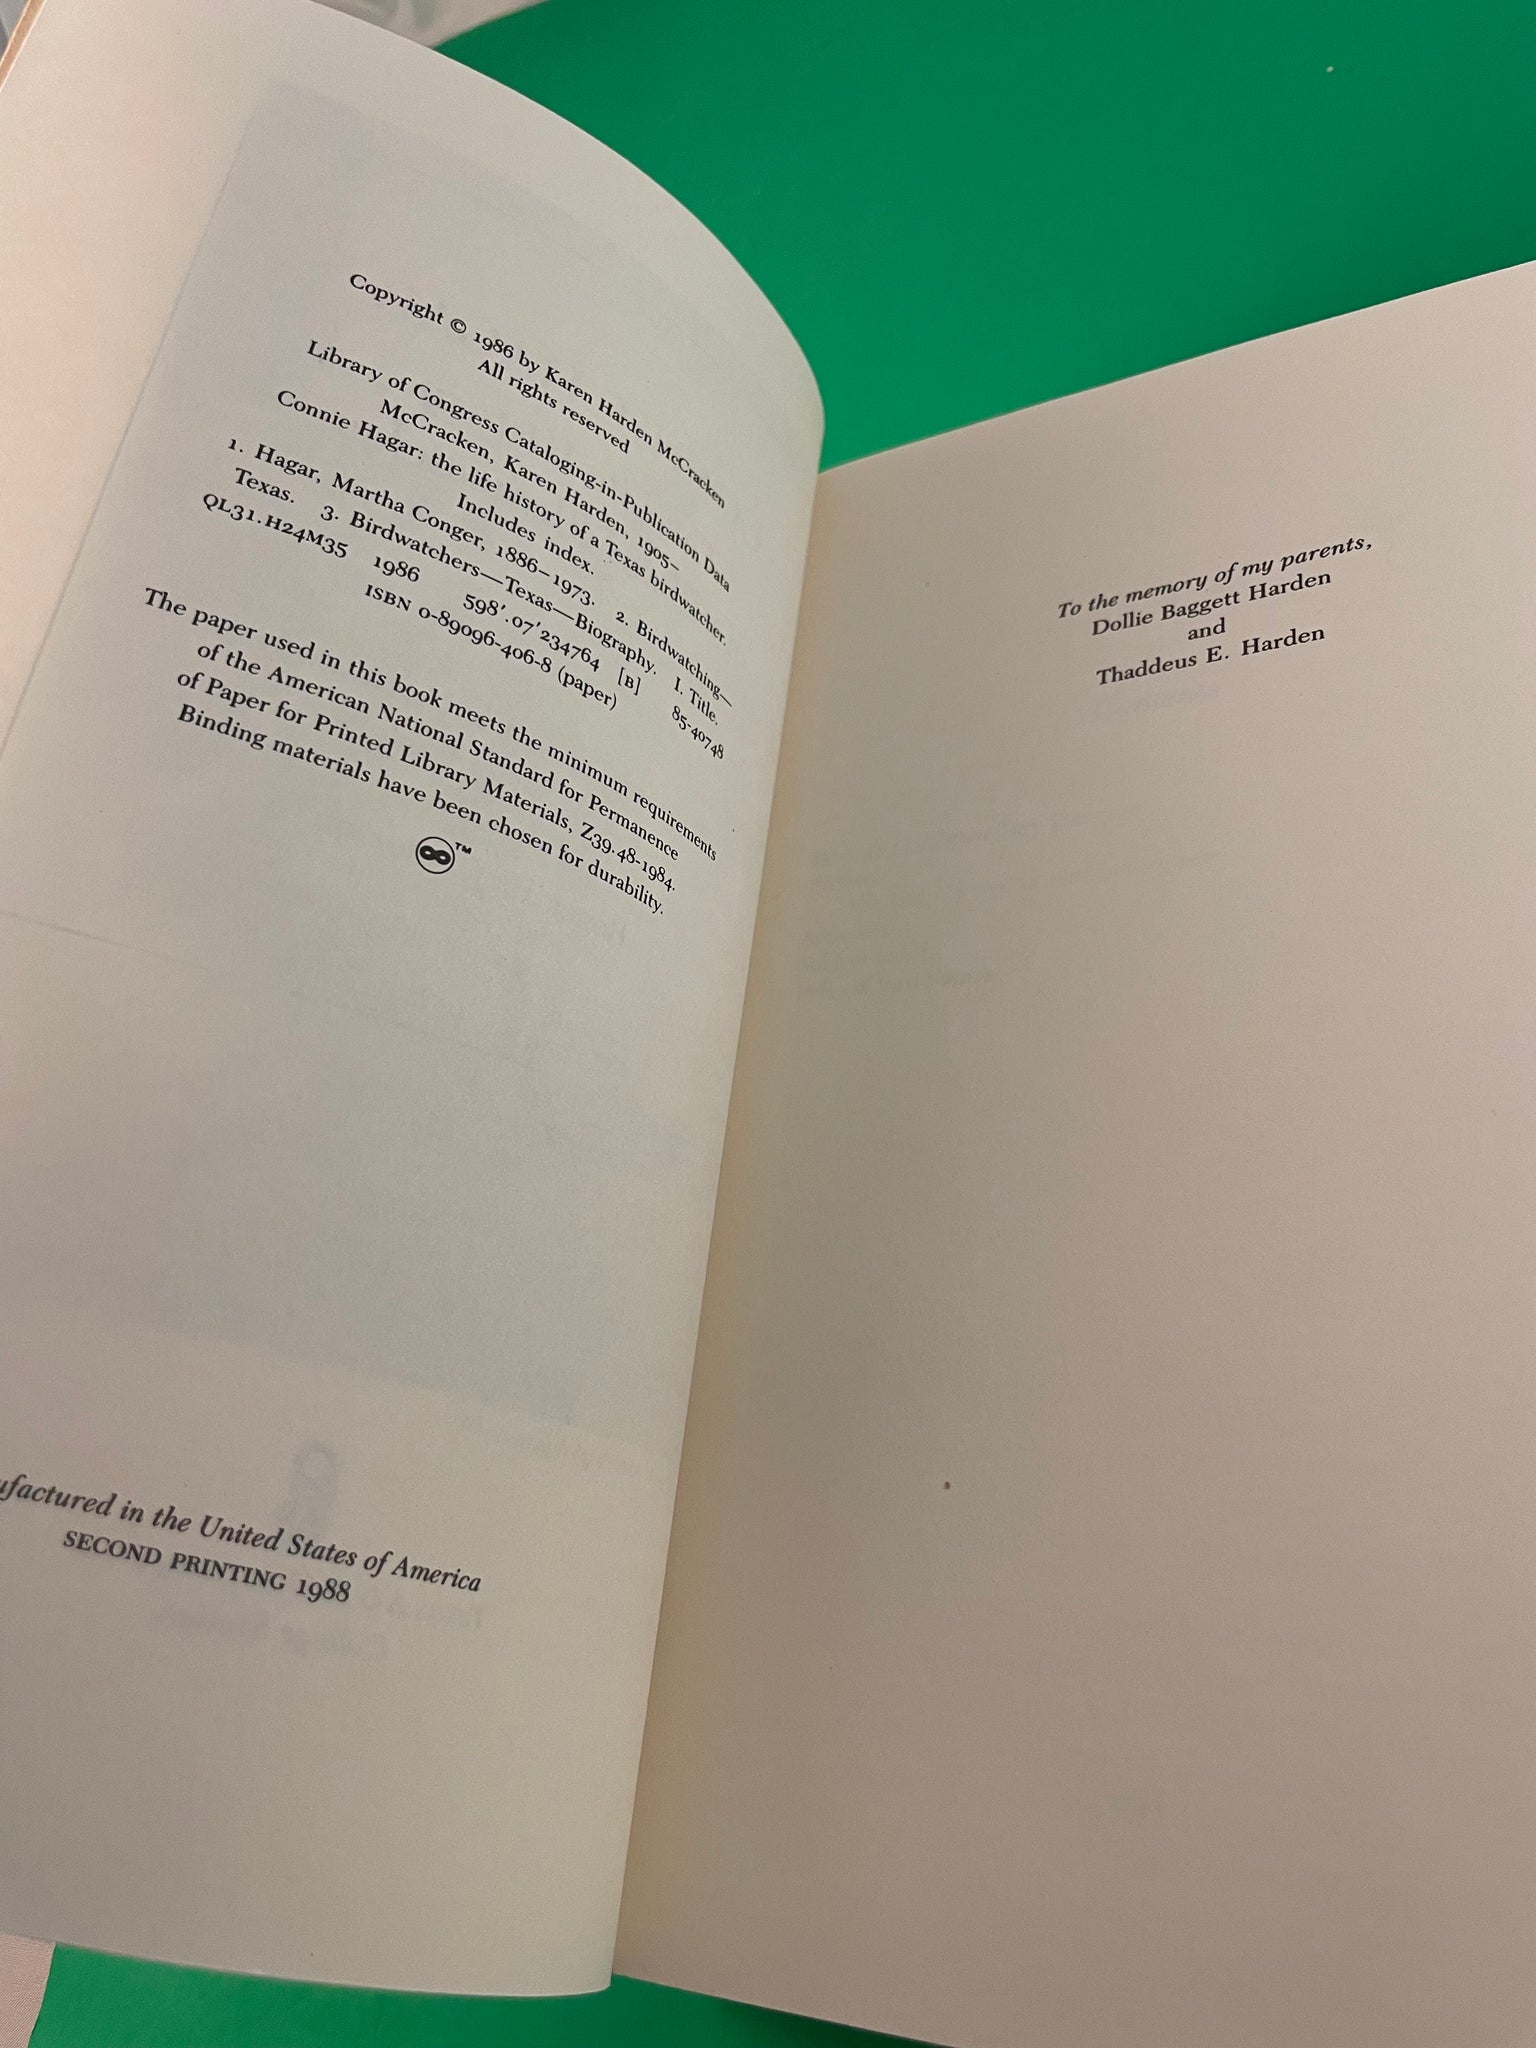 Copyright © 1986 by Karen Harden McCracken
All rights reserved
Library of Congress Cataloging-in-Publication Data
McCracken, Karen Harden, 1905–
Connie Hagar: the life history of a Texas birdwatcher.
Includes index.
1. Hagar, Martha Conger, 1886–1973. 2. Birdwatching—
Texas. 3. Birdwatchers—Texas—Biography. I. Title.
QL31.H24M35 1986 598′.07′234764 [B] 85-40748
ISBN 0-89096-406-8 (paper)
The paper used in this book meets the minimum requirements
of the American National Standard for Permanence
of Paper for Printed Library Materials, Z39.48-1984.
Binding materials have been chosen for durability.
∞™
ufactured in the United States of America
SECOND PRINTING 1988
To the memory of my parents,
Dollie Baggett Harden
and
Thaddeus E. Harden